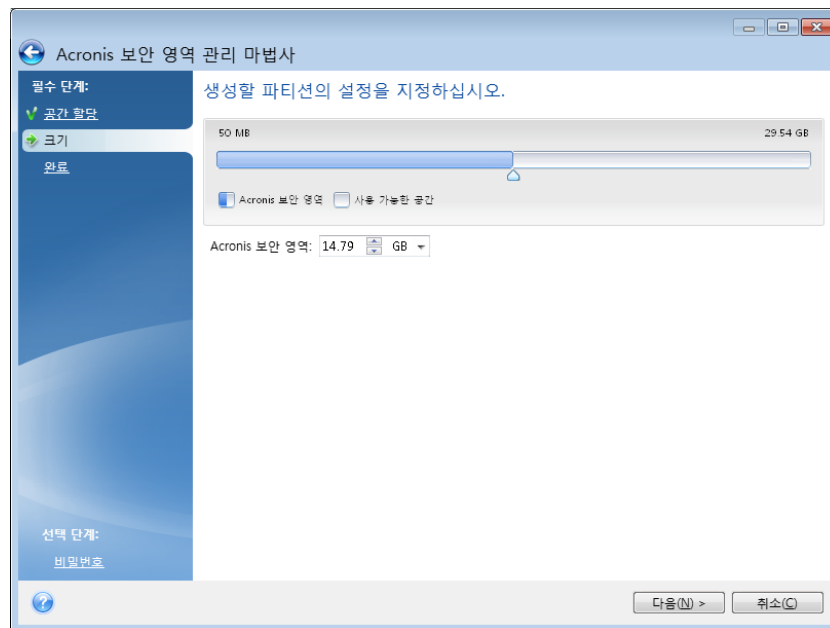 Acronis 보안 영역 관리 마법사
필수 단계:
공간 할당
크기
완료
생성할 파티션의 설정을 지정하십시오.
50 MB 29.54 GB
Acronis 보안 영역 사용 가능한 공간
Acronis 보안 영역: 14.79 GB
선택 단계:
비밀번호
다음(N) > 취소(C)